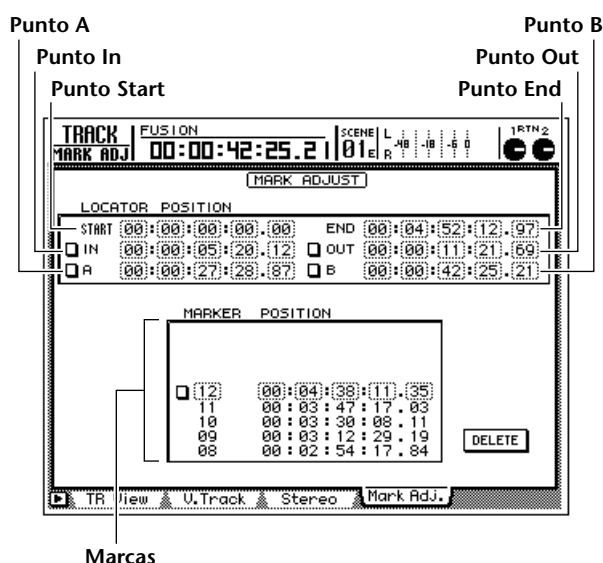 Punto A
Punto B
Punto In
Punto Out
Punto Start
Punto End
TRACK
MARK ADJ
FUSION
00:00:42:25.21
SCENE
01E
L
R
-48 -18 -6 0
1 RTN 2
MARK ADJUST
LOCATOR POSITION
START 00:00:00:00.00 END 00:04:52:12.97
IN 00:00:05:20.12 OUT 00:00:11:21.69
A 00:00:27:28.87 B 00:00:42:25.21
MARKER POSITION
12 00:04:38:11.35
11 00:03:47:17.03
10 00:03:30:08.11
09 00:03:12:29.19
08 00:02:54:17.84
DELETE
TR View V.Track Stereo Mark Adj.
Marcas